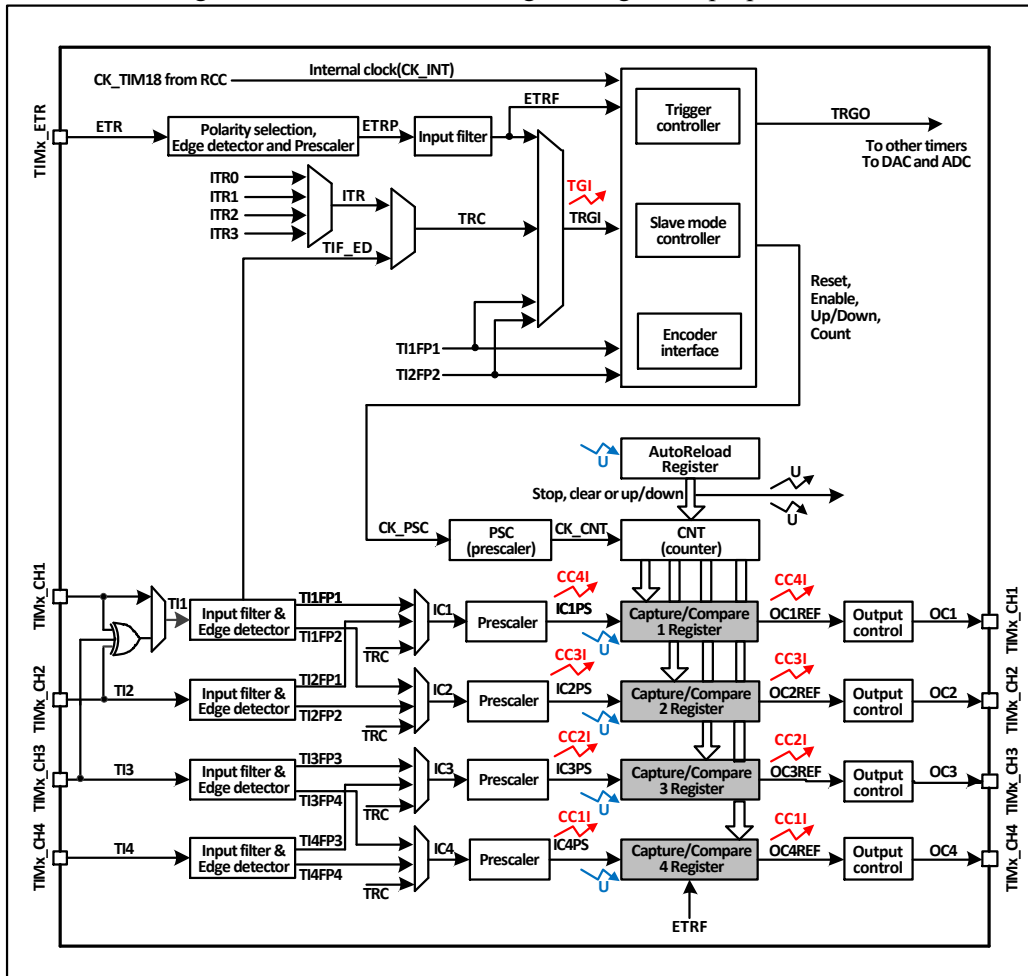 Internal clock(CK_INT)
CK_TIM18 from RCC
ETRF
Trigger
controller
TRGO
To other timers
To DAC and ADC
TIMx_ETR
ETR
Polarity selection,
Edge detector and Prescaler
ETRP
Input filter
ITR0
ITR1
ITR2
ITR3
ITR
TIF_ED
TRC
TGI
TRGI
Slave mode
controller
Reset,
Enable,
Up/Down,
Count
Encoder
interface
TI1FP1
TI2FP2
U
AutoReload
Register
U
Stop, clear or up/down
U
CK_PSC
PSC
(prescaler)
CK_CNT
CNT
(counter)
TIMx_CH1
TI1
Input filter &
Edge detector
TI1FP1
TI1FP2
TRC
IC1
Prescaler
CC4I
IC1PS
U
Capture/Compare
1 Register
CC4I
OC1REF
Output
control
OC1
TIMx_CH1
TIMx_CH2
TI2
Input filter &
Edge detector
TI2FP1
TI2FP2
TRC
IC2
Prescaler
CC3I
IC2PS
U
Capture/Compare
2 Register
CC3I
OC2REF
Output
control
OC2
TIMx_CH2
TIMx_CH3
TI3
Input filter &
Edge detector
TI3FP3
TI3FP4
TRC
IC3
Prescaler
CC2I
IC3PS
U
Capture/Compare
3 Register
CC2I
OC3REF
Output
control
OC3
TIMx_CH3
TIMx_CH4
TI4
Input filter &
Edge detector
TI4FP3
TI4FP4
TRC
IC4
Prescaler
CC1I
IC4PS
U
Capture/Compare
4 Register
CC1I
OC4REF
Output
control
OC4
TIMx_CH4
ETRF